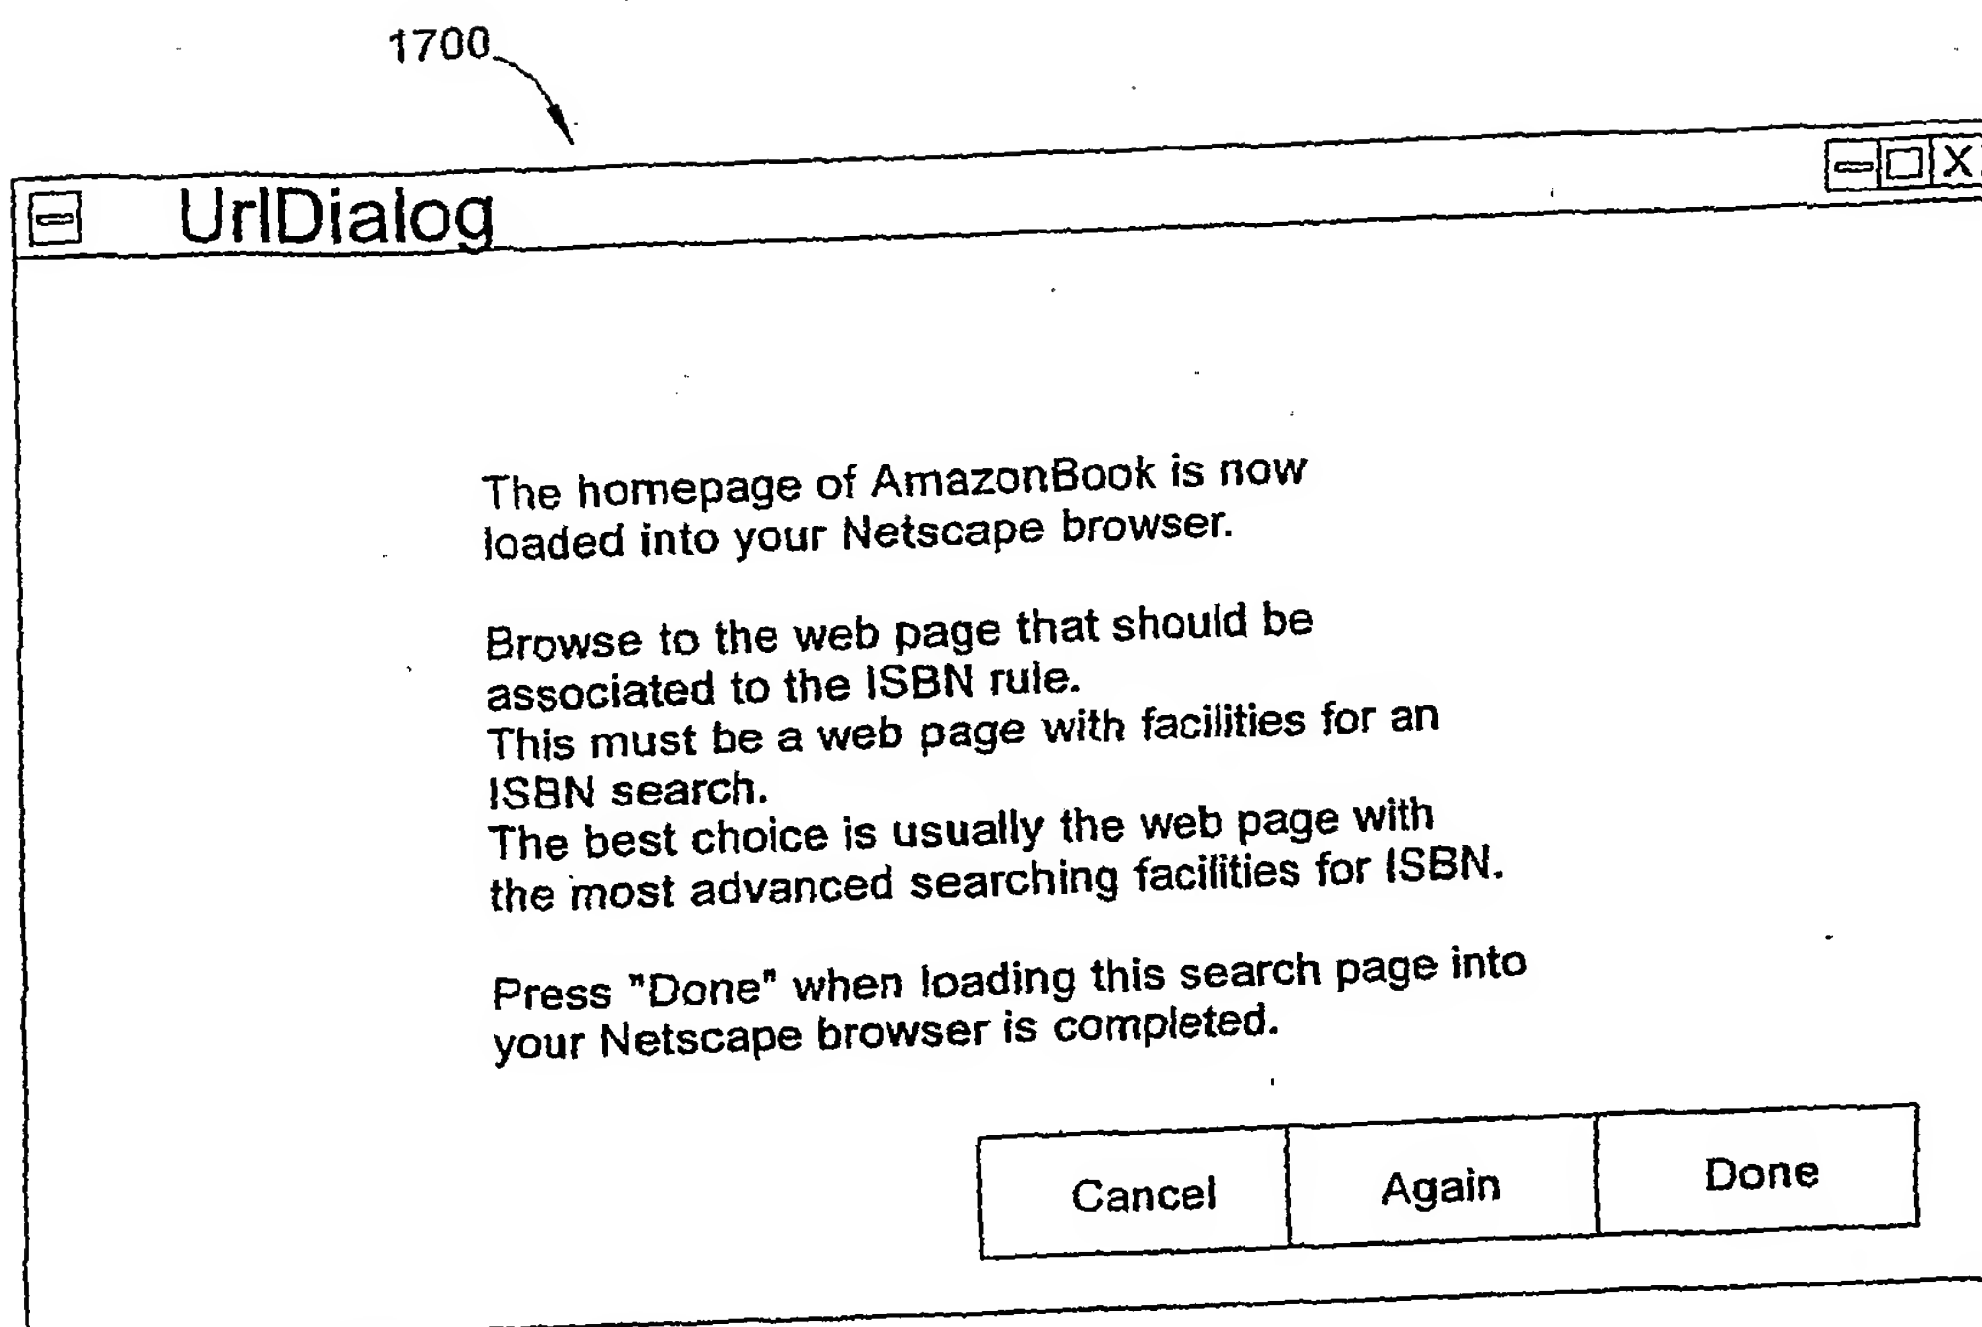 1700
UrlDialog
X
The homepage of AmazonBook is now
loaded into your Netscape browser.
Browse to the web page that should be
associated to the ISBN rule.
This must be a web page with facilities for an
ISBN search.
The best choice is usually the web page with
the most advanced searching facilities for ISBN.
Press "Done" when loading this search page into
your Netscape browser is completed.
Cancel Again Done